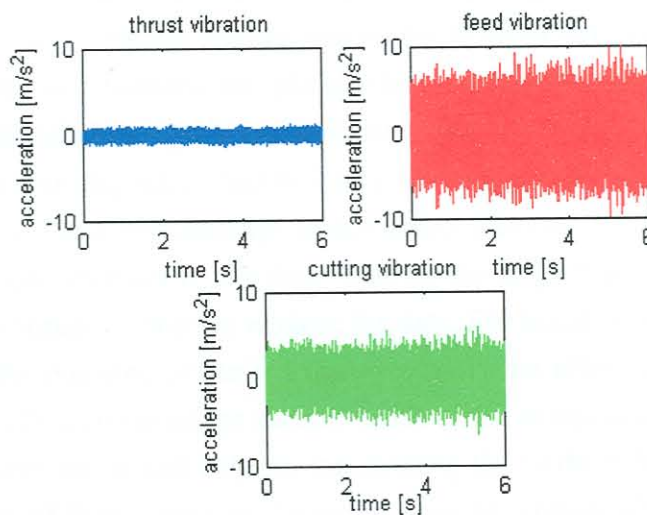 thrust vibration
acceleration [m/s²]
10
0
-10
0 2 4 6
time [s]
feed vibration
acceleration [m/s²]
10
0
-10
0 2 4 6
time [s]
cutting vibration
acceleration [m/s²]
10
0
-10
0 2 4 6
time [s]